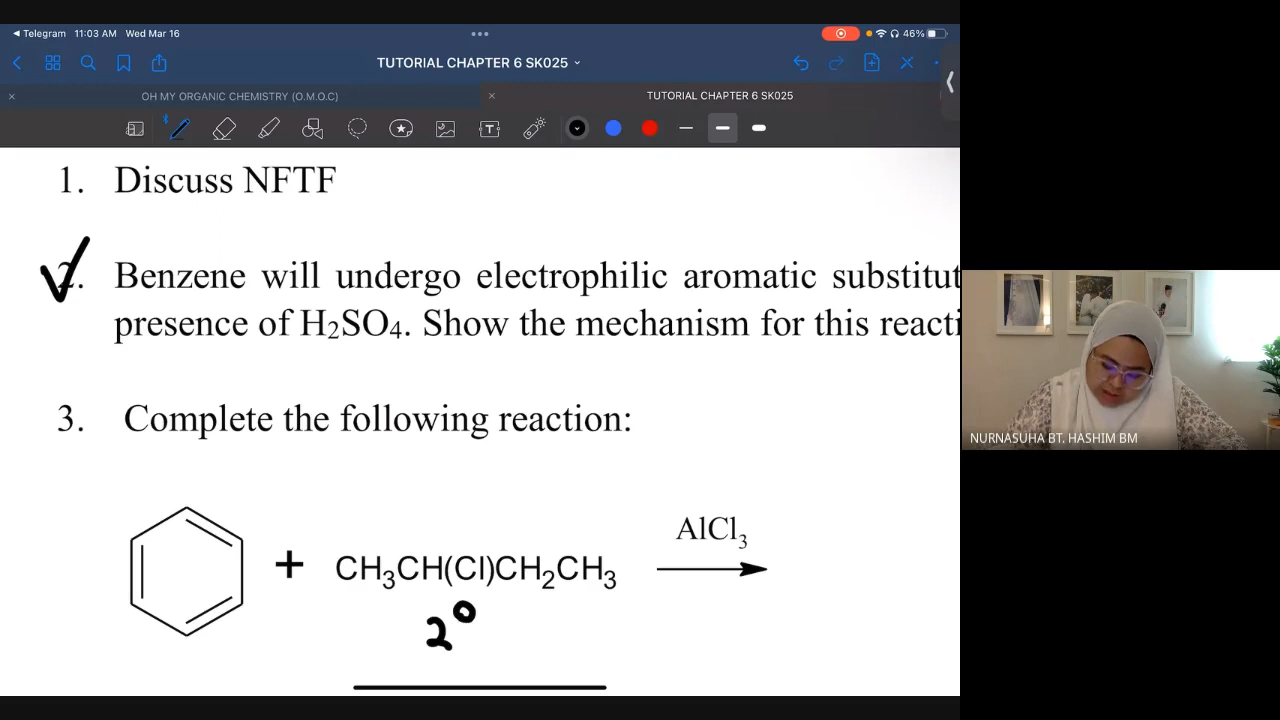 Telegram 11:03 AM Wed Mar 16
46%
TUTORIAL CHAPTER 6 SK025
OH MY ORGANIC CHEMISTRY (O.M.O.C)
TUTORIAL CHAPTER 6 SK025
1. Discuss NFTF
2. Benzene will undergo electrophilic aromatic substitut
presence of H2SO4. Show the mechanism for this reacti
3. Complete the following reaction:
AlCl3
+ CH3CH(Cl)CH2CH3
2°
NURNASUHA BT. HASHIM BM